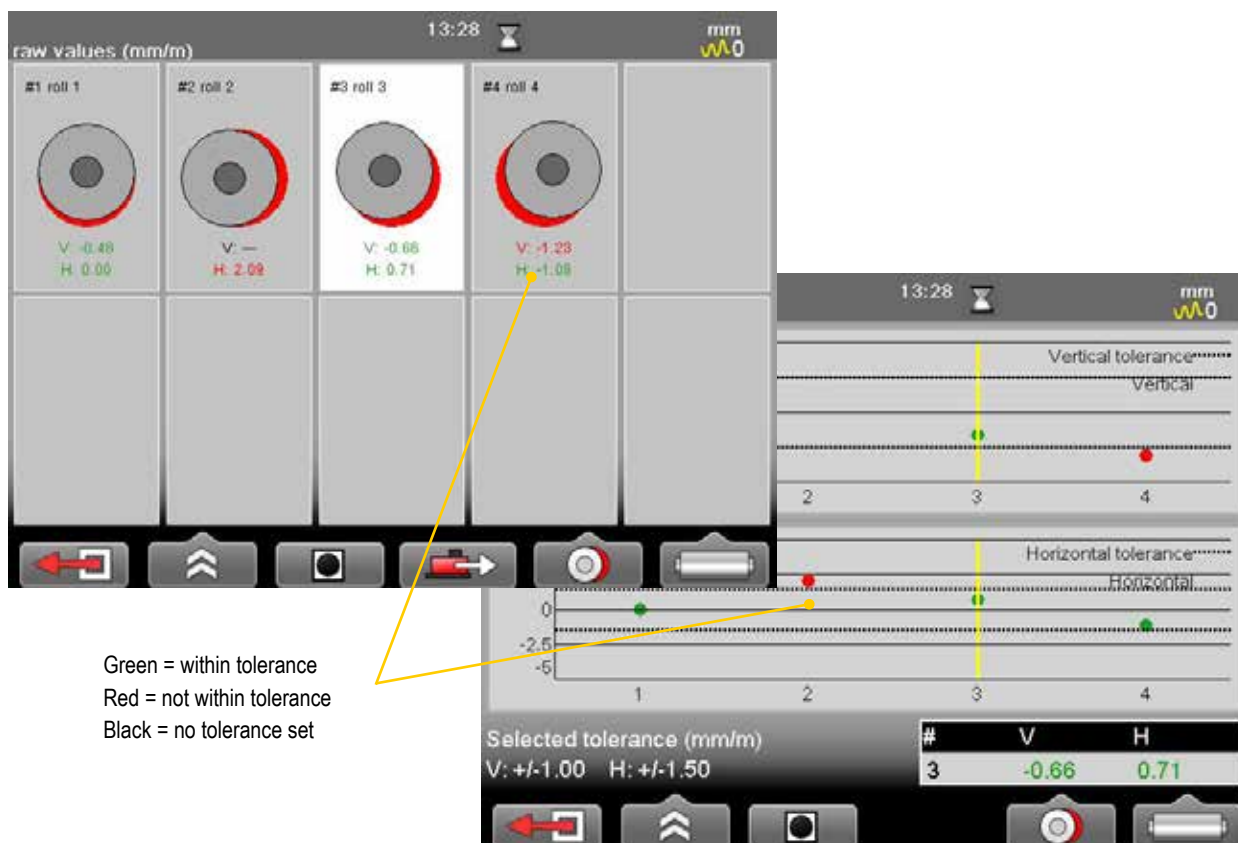 13:28
mm
0
raw values (mm/m)
#1 roll 1
#2 roll 2
#3 roll 3
#4 roll 4
V: -0.48
H: 0.00
V: —
H: 2.09
V: -0.66
H: 0.71
V: -1.23
H: -1.09
13:28
mm
0
Vertical tolerance
Vertical
2 3 4
Horizontal tolerance
Horizontal
0
-2.5
-5
1 2 3 4
Green = within tolerance
Red = not within tolerance
Black = no tolerance set
Selected tolerance (mm/m)
V: +/-1.00 H: +/-1.50
# V H
3 -0.66 0.71